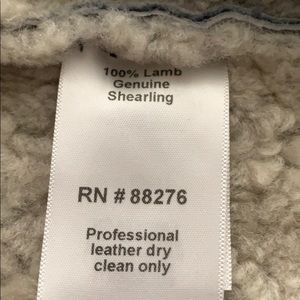 100% Lamb
Genuine
Shearling
RN # 88276
Professional
leather dry
clean only